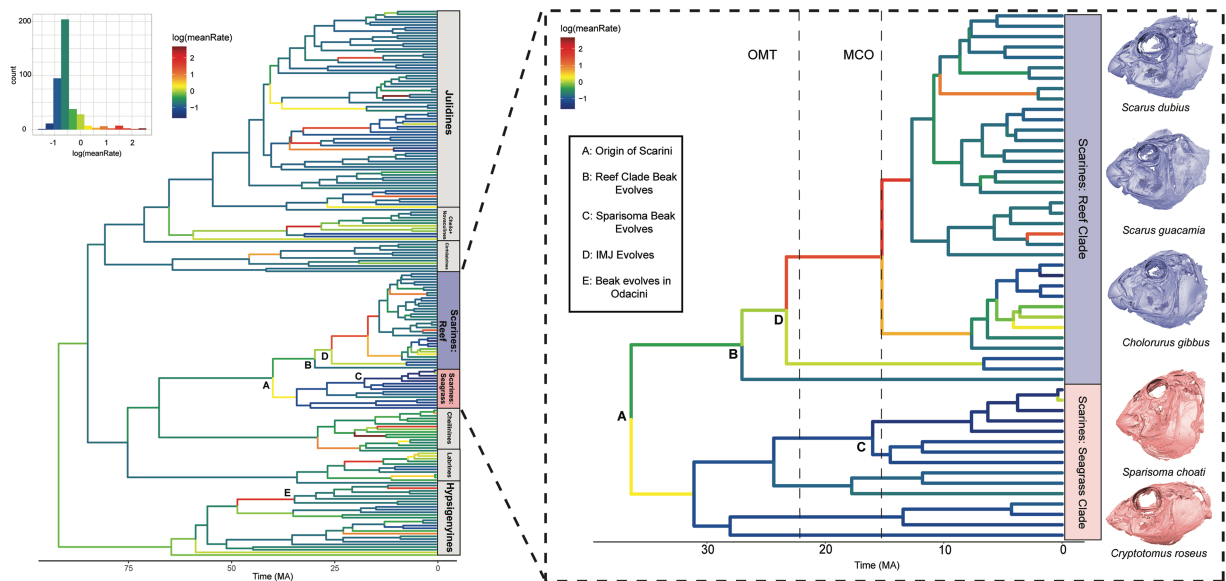 200
100
0
count
-1
0
1
2
log(meanRate)
log(meanRate)
2
1
0
−1
Julidines
Cheilio+
Novaculines
Scarines:
Reef
Scarines:
Seagrass
Cheilinines
Labrines
Hypsigenyines
A
B
D
C
E
75
50
25
0
Time (MA)
log(meanRate)
2
1
0
−1
OMT
MCO
A: Origin of Scarini
B: Reef Clade Beak
Evolves
C: Sparisoma Beak
Evolves
D: IMJ Evolves
E: Beak evolves in
Odacini
A
B
D
C
Scarines: Reef Clade
Scarines: Seagrass Clade
30
20
10
0
Time (MA)
Scarus dubius
Scarus guacamia
Cholorurus gibbus
Sparisoma choati
Cryptotomus roseus